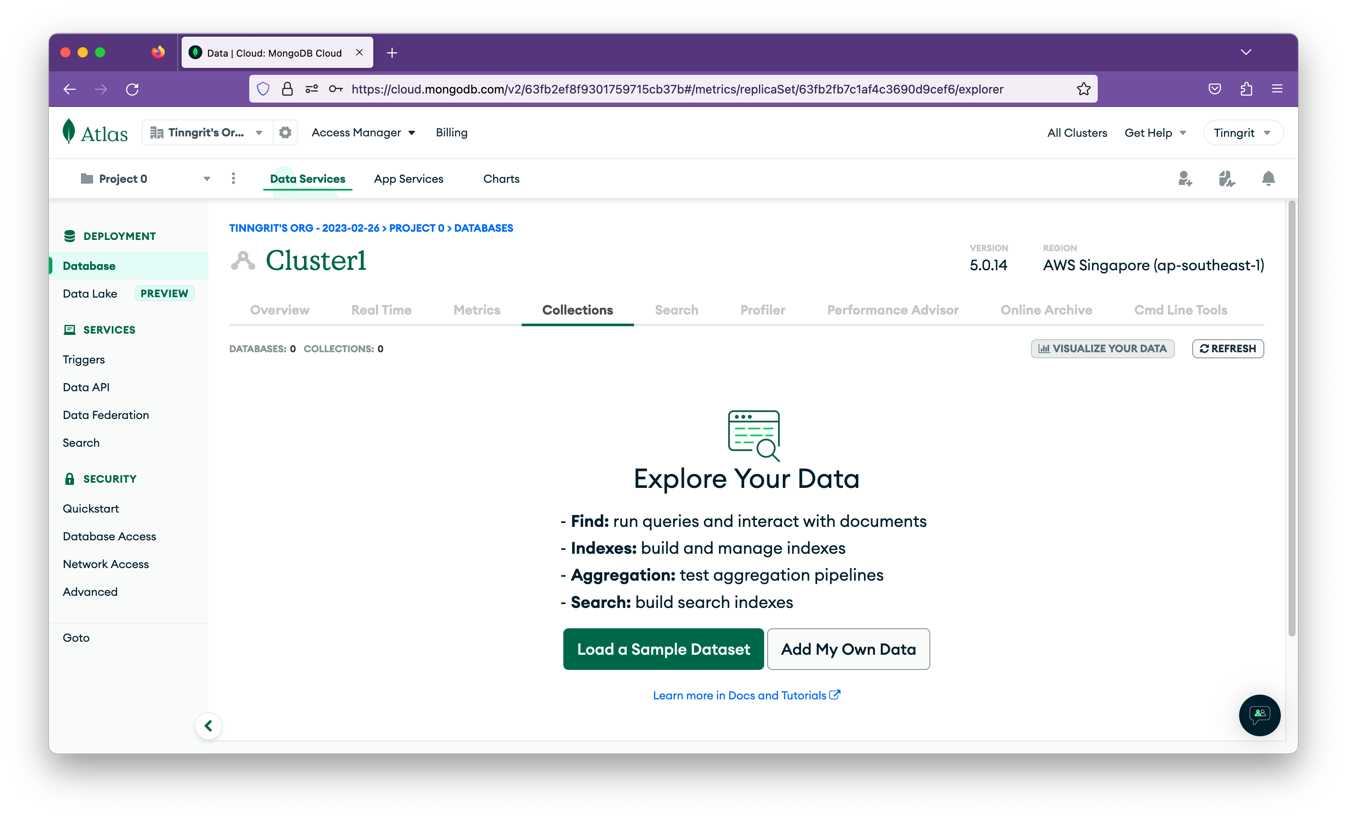 Data | Cloud: MongoDB Cloud
https://cloud.mongodb.com/v2/63fb2ef8f9301759715cb37b#/metrics/replicaSet/63fb2fb7c1af4c3690d9cef6/explorer
Atlas Tinngrit's Or... Access Manager Billing All Clusters Get Help Tinngrit
Project 0 Data Services App Services Charts
DEPLOYMENT
Database
Data Lake PREVIEW
SERVICES
Triggers
Data API
Data Federation
Search
SECURITY
Quickstart
Database Access
Network Access
Advanced
Goto
TINNGRIT'S ORG - 2023-02-26 > PROJECT 0 > DATABASES
Cluster1
VERSION
5.0.14
REGION
AWS Singapore (ap-southeast-1)
Overview Real Time Metrics Collections Search Profiler Performance Advisor Online Archive Cmd Line Tools
DATABASES: 0 COLLECTIONS: 0 VISUALIZE YOUR DATA REFRESH
Explore Your Data
- Find: run queries and interact with documents
- Indexes: build and manage indexes
- Aggregation: test aggregation pipelines
- Search: build search indexes
Load a Sample Dataset Add My Own Data
Learn more in Docs and Tutorials